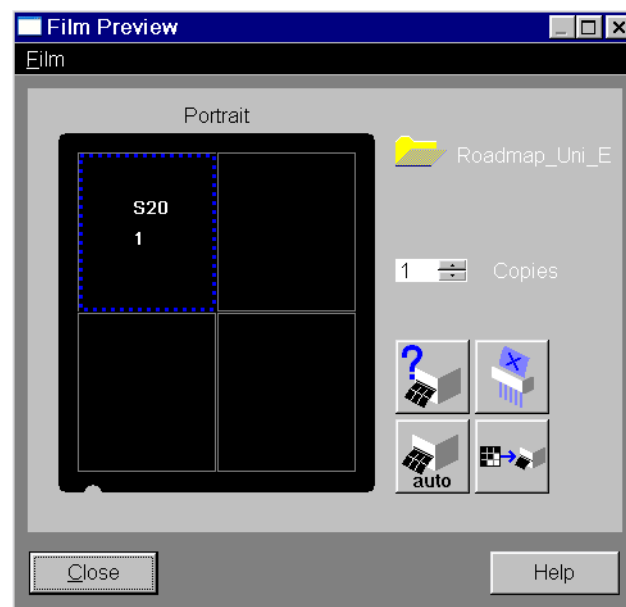 Film Preview
Film
Portrait
Roadmap_Uni_E
S20
1
1 Copies
?
auto
Close Help